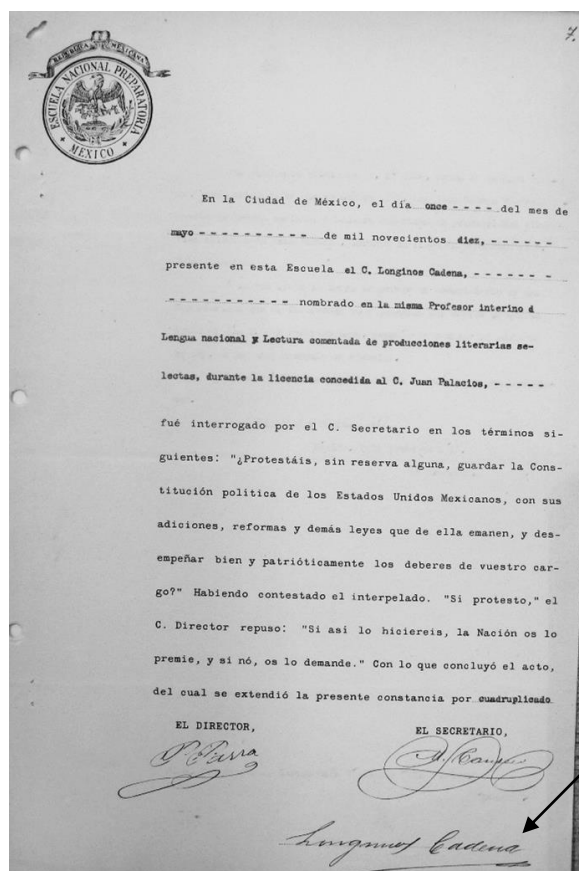 7.
REPUBLICA MEXICANA
ESCUELA NACIONAL PREPARATORIA
MEXICO
En la Ciudad de México, el día once - - - - del mes de
mayo - - - - - - - - - - de mil novecientos diez, - - - - - -
presente en esta Escuela el C. Longinos Cadena, - - - - - - -
- - - - - - - - - - - nombrado en la misma Profesor interino d
Lengua nacional y Lectura comentada de producciones literarias se-
lectas, durante la licencia concedida al C. Juan Palacios, - - - - -
fué interrogado por el C. Secretario en los términos si-
guientes: "¿Protestáis, sin reserva alguna, guardar la Cons-
titución política de los Estados Unidos Mexicanos, con sus
adiciones, reformas y demás leyes que de ella emanen, y des-
empeñar bien y patrióticamente los deberes de vuestro car-
go?" Habiendo contestado el interpelado. "Si protesto," el
C. Director repuso: "Si asi lo hiciereis, la Nación os lo
premie, y si nó, os lo demande." Con lo que concluyó el acto,
del cual se extendió la presente constancia por cuadruplicado
EL DIRECTOR, EL SECRETARIO,
P. Parra
Longinos Cadena